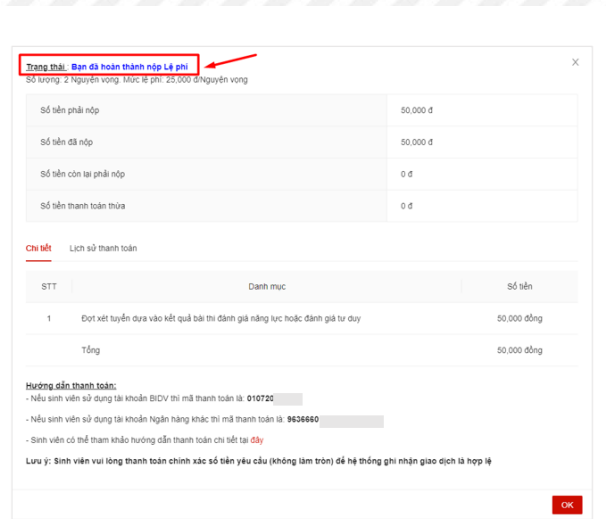 Trạng thái : Bạn đã hoàn thành nộp Lệ phí
X
Số lượng: 2 Nguyện vọng. Mức lệ phí: 25,000 đ/Nguyện vọng
Số tiền phải nộp 50,000 đ
Số tiền đã nộp 50,000 đ
Số tiền còn lại phải nộp 0 đ
Số tiền thanh toán thừa 0 đ
Chi tiết Lịch sử thanh toán
STT Danh mục Số tiền
1 Đợt xét tuyển dựa vào kết quả bài thi đánh giá năng lực hoặc đánh giá tư duy 50,000 đồng
Tổng 50,000 đồng
Hướng dẫn thanh toán:
- Nếu sinh viên sử dụng tài khoản BIDV thì mã thanh toán là: 010720
- Nếu sinh viên sử dụng tài khoản Ngân hàng khác thì mã thanh toán là: 9636660
- Sinh viên có thể tham khảo hướng dẫn thanh toán chi tiết tại đây
Lưu ý: Sinh viên vui lòng thanh toán chính xác số tiền yêu cầu (không làm tròn) để hệ thống ghi nhận giao dịch là hợp lệ
OK